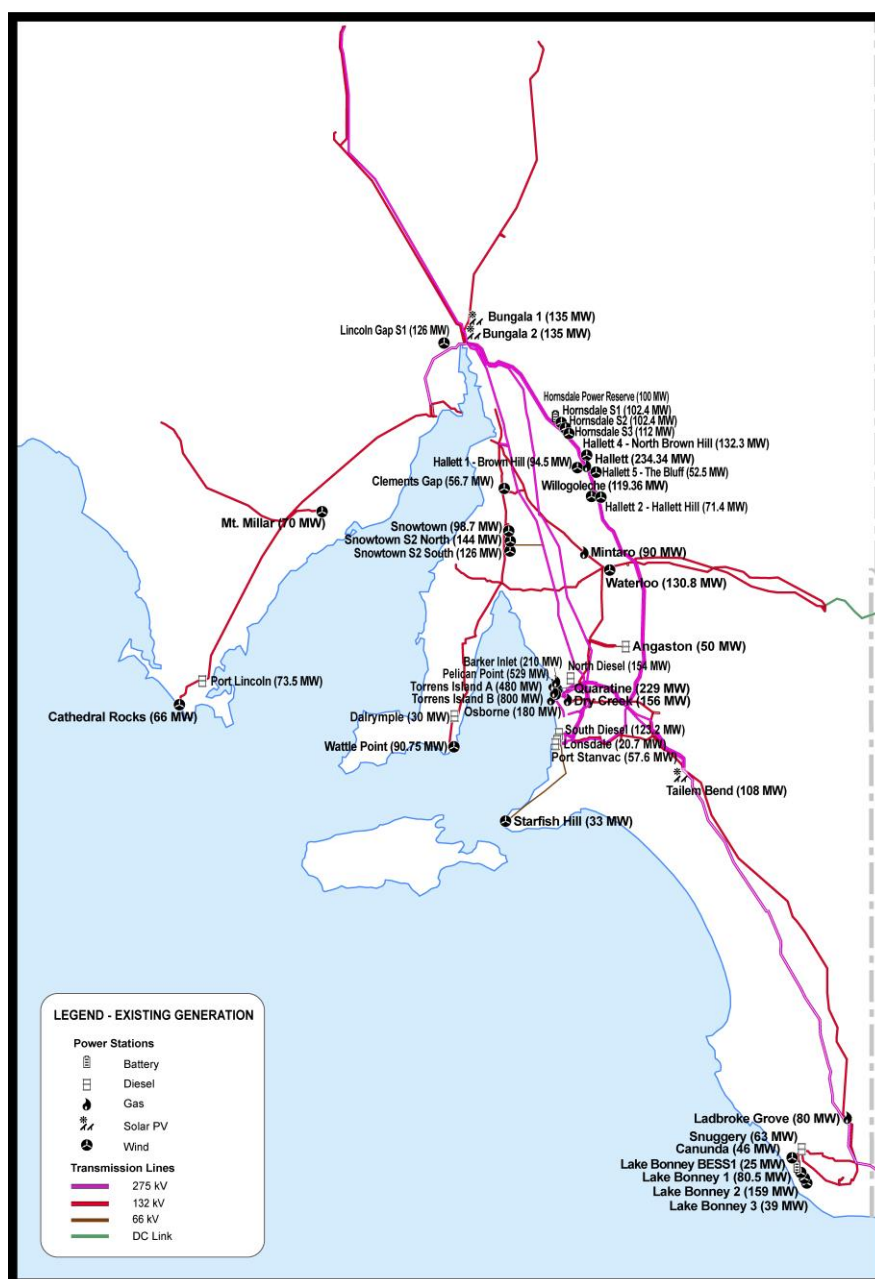 Bungala 1 (135 MW)
Lincoln Gap S1 (126 MW)
Bungala 2 (135 MW)
Hornsdale Power Reserve (100 MW)
Hornsdale S1 (102.4 MW)
Hornsdale S2 (102.4 MW)
Hornsdale S3 (112 MW)
Hallett 4 - North Brown Hill (132.3 MW)
Hallett (234.34 MW)
Hallett 1 - Brown Hill (94.5 MW)
Hallett 5 - The Bluff (52.5 MW)
Clements Gap (56.7 MW)
Willogoleche (119.36 MW)
Hallett 2 - Hallett Hill (71.4 MW)
Mt. Millar (70 MW)
Snowtown (98.7 MW)
Snowtown S2 North (144 MW)
Snowtown S2 South (126 MW)
Mintaro (90 MW)
Waterloo (130.8 MW)
Angaston (50 MW)
Barker Inlet (210 MW)
North Diesel (154 MW)
Pelican Point (529 MW)
Port Lincoln (73.5 MW)
Torrens Island A (480 MW)
Quaratine (229 MW)
Torrens Island B (800 MW)
Dry Creek (156 MW)
Cathedral Rocks (66 MW)
Osborne (180 MW)
Dalrymple (30 MW)
South Diesel (123.2 MW)
Wattle Point (90.75 MW)
Lonsdale (20.7 MW)
Port Stanvac (57.6 MW)
Tailem Bend (108 MW)
Starfish Hill (33 MW)
LEGEND - EXISTING GENERATION
Power Stations
Battery
Diesel
Gas
Solar PV
Wind
Transmission Lines
275 kV
132 kV
66 kV
DC Link
Ladbroke Grove (80 MW)
Snuggery (63 MW)
Canunda (46 MW)
Lake Bonney BESS1 (25 MW)
Lake Bonney 1 (80.5 MW)
Lake Bonney 2 (159 MW)
Lake Bonney 3 (39 MW)